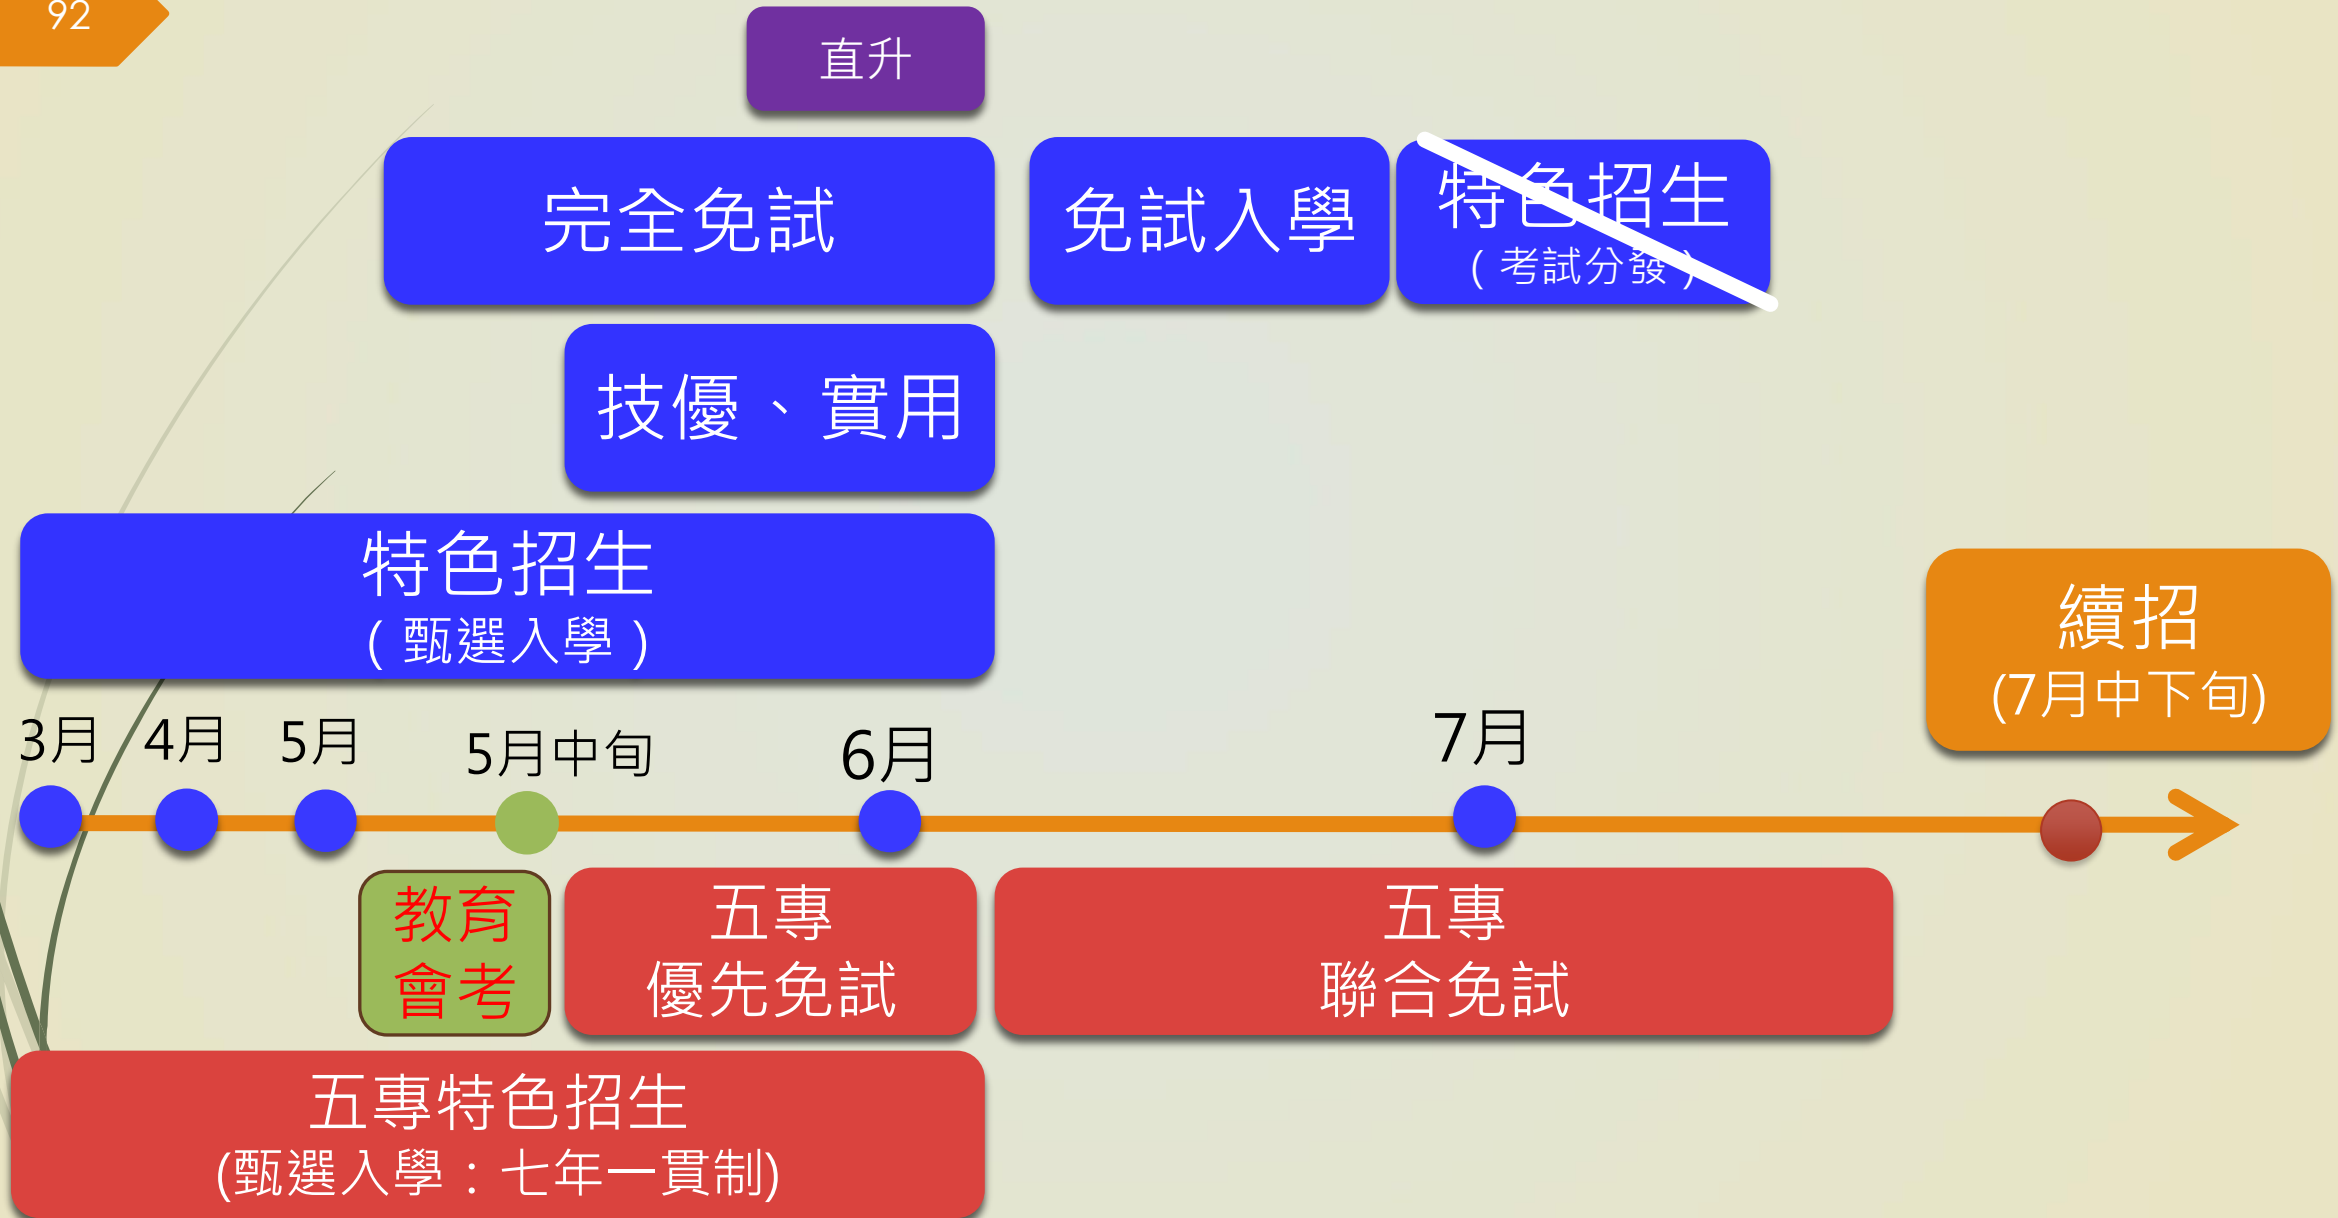 92
直升
完全免試
免試入學
特色招生
( 考試分發 )
技優、實用
特色招生
( 甄選入學 )
續招
(7月中下旬)
3月
4月
5月
5月中旬
6月
7月
教育
會考
五專
優先免試
五專
聯合免試
五專特色招生
(甄選入學：七年一貫制)